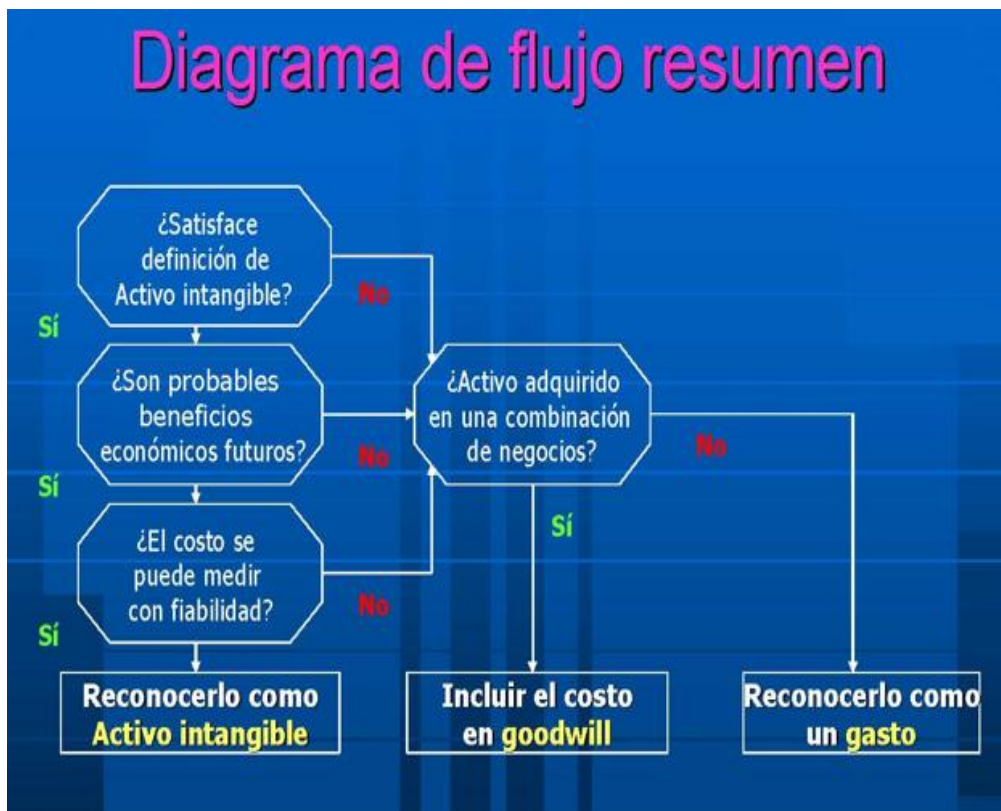 Diagrama de flujo resumen
¿Satisface
definición de
Activo intangible?
No
Sí
¿Son probables
beneficios
económicos futuros?
No
¿Activo adquirido
en una combinación
de negocios?
No
Sí
Sí
¿El costo se
puede medir
con fiabilidad?
No
Sí
Reconocerlo como
Activo intangible
Incluir el costo
en goodwill
Reconocerlo como
un gasto